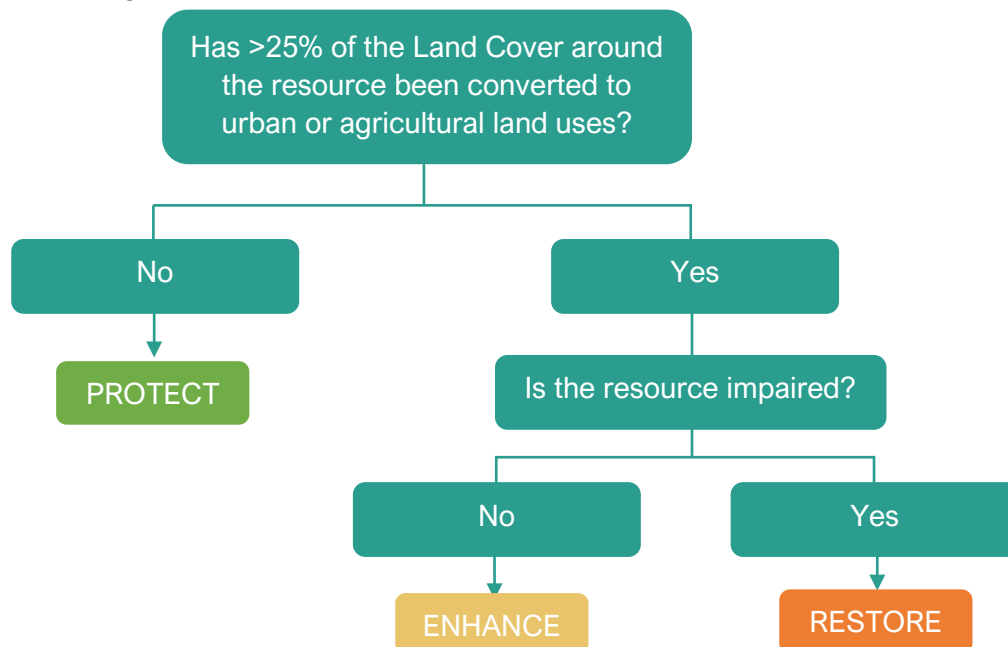 Has >25% of the Land Cover around
the resource been converted to
urban or agricultural land uses?
No
Yes
PROTECT
Is the resource impaired?
No
Yes
ENHANCE
RESTORE